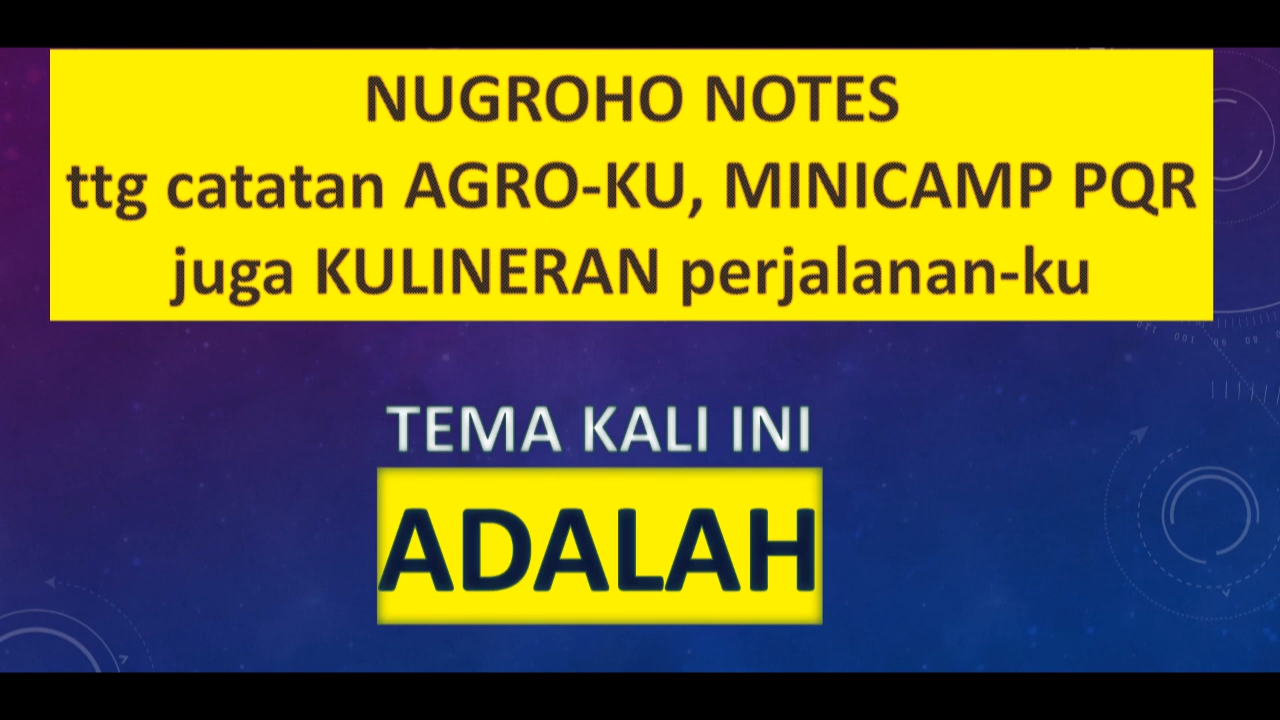 NUGROHO NOTES
ttg catatan AGRO-KU, MINICAMP PQR
juga KULINERAN perjalanan-ku
TEMA KALI INI
ADALAH